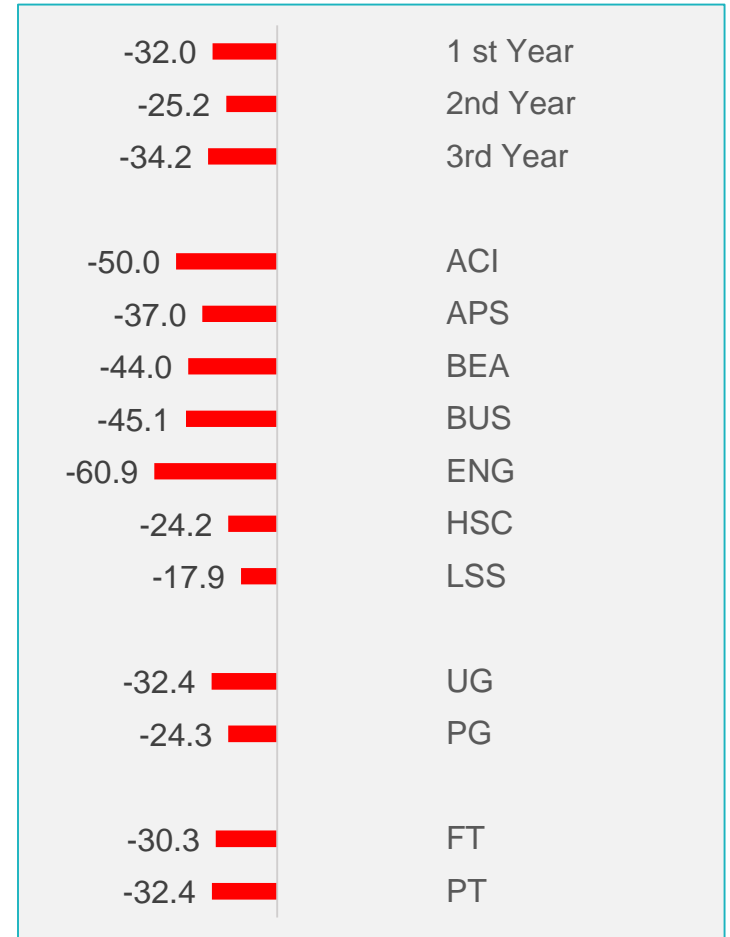 -32.0 1 st Year
-25.2 2nd Year
-34.2 3rd Year
-50.0 ACI
-37.0 APS
-44.0 BEA
-45.1 BUS
-60.9 ENG
-24.2 HSC
-17.9 LSS
-32.4 UG
-24.3 PG
-30.3 FT
-32.4 PT